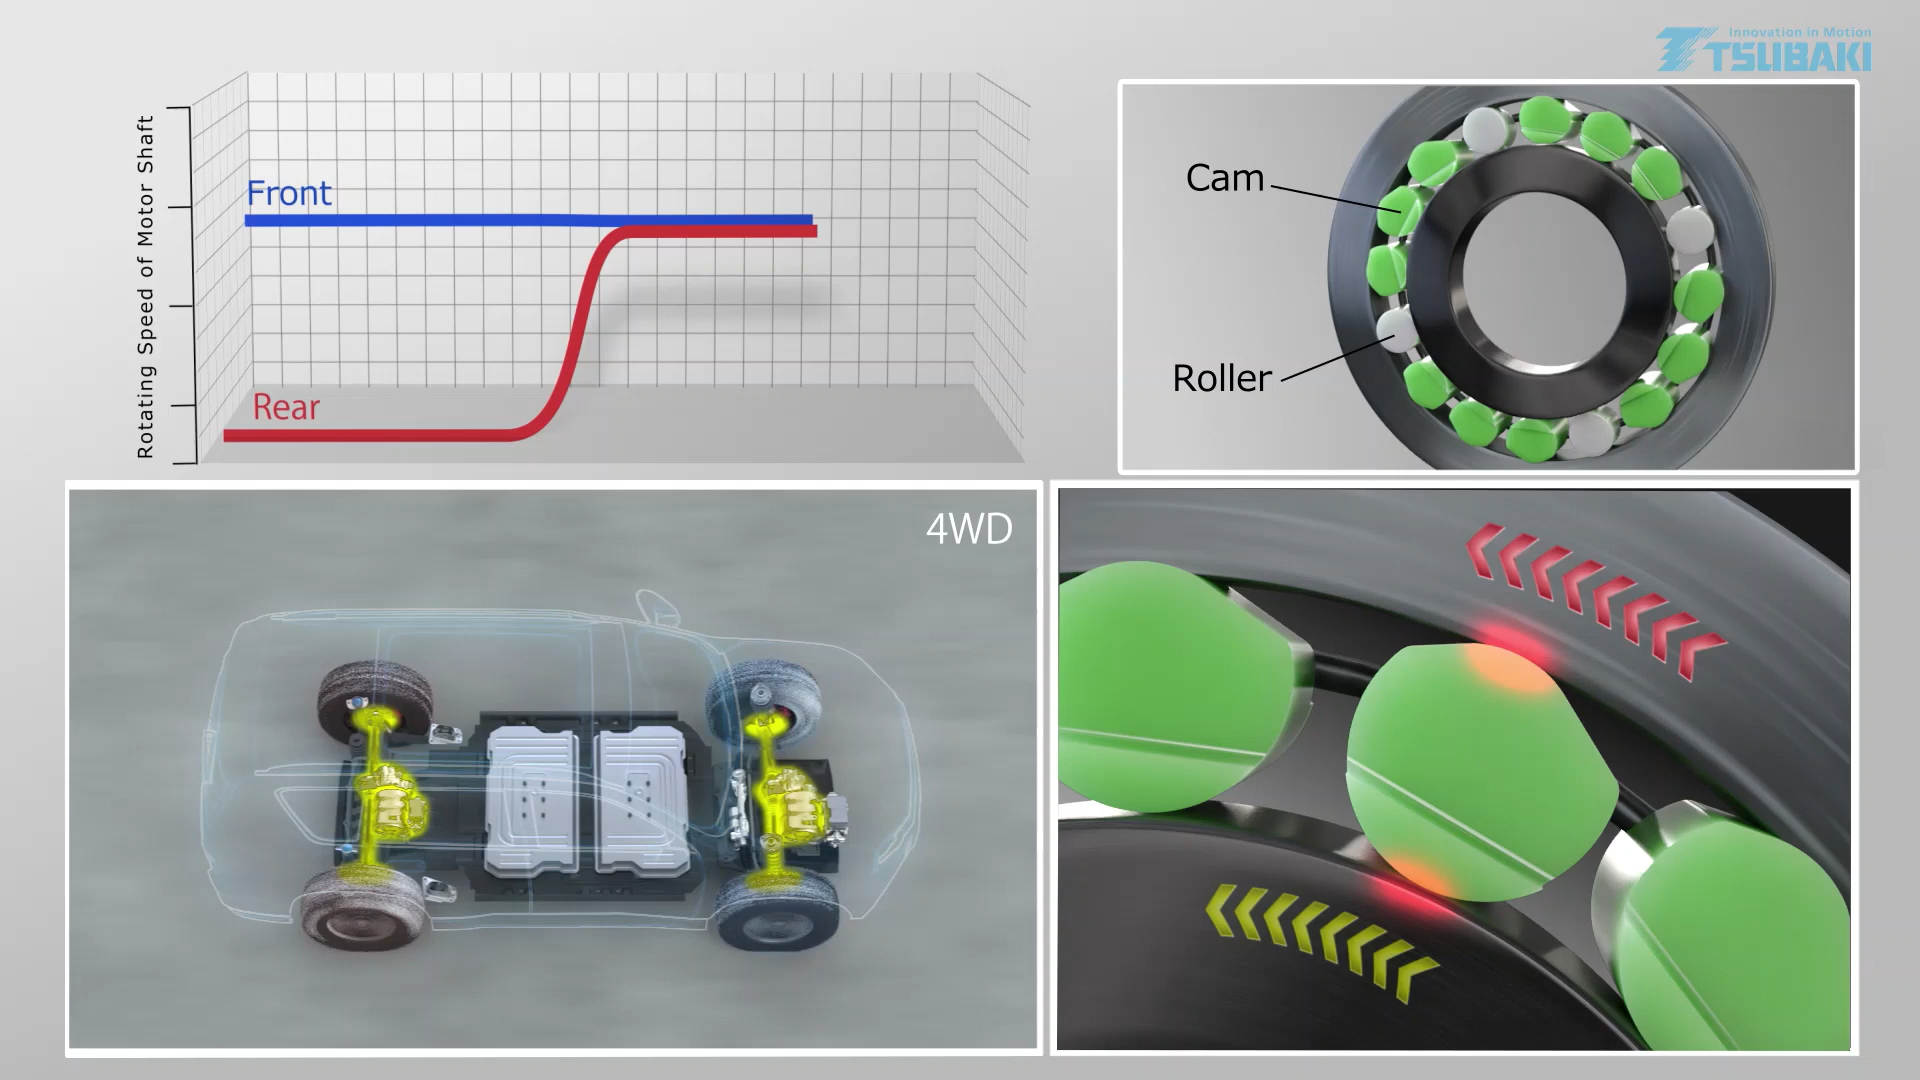 Innovation in Motion
TSUBAKI
Rotating Speed of Motor Shaft
Front
Rear
Cam
Roller
4WD